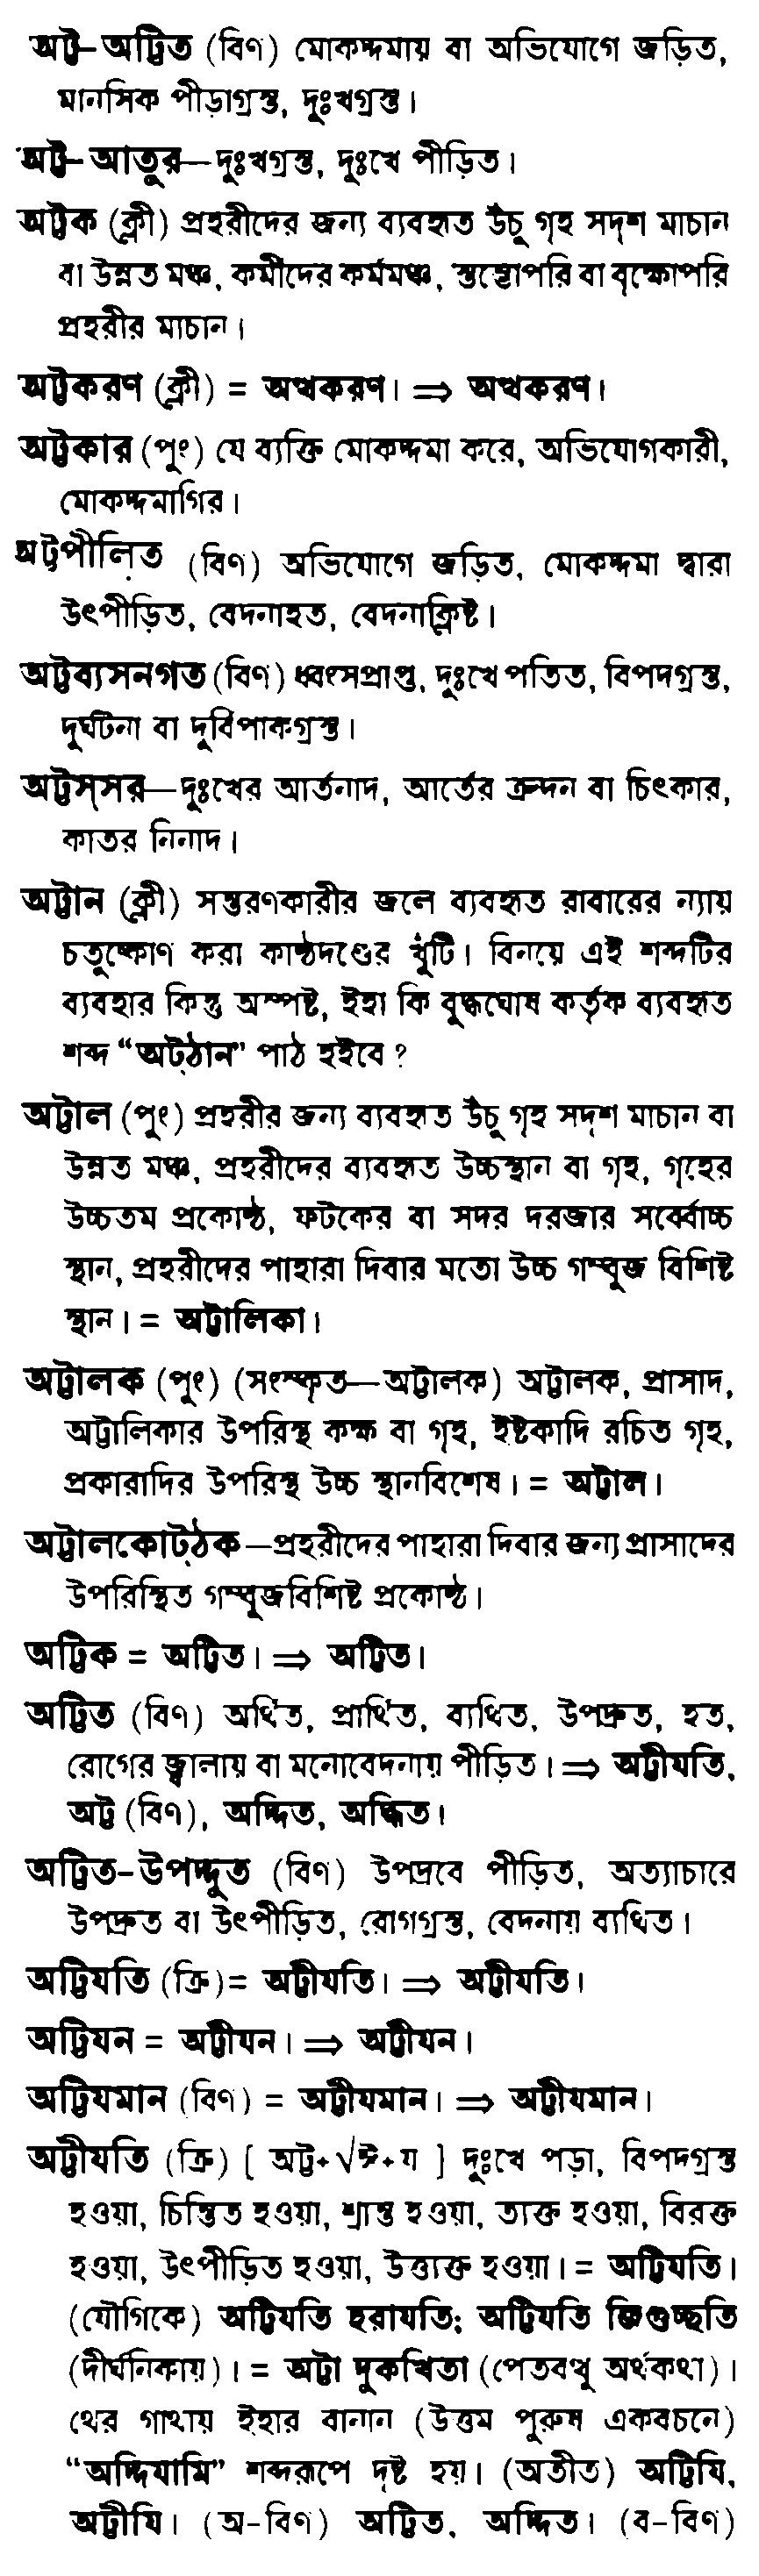 অট্ট-অট্টিত (বিণ) মোকদ্দমায় বা অভিযোগে জড়িত,
মানসিক পীড়াগ্রস্ত, দুঃখগ্রস্ত।
অট্ট-আতুর—দুঃখগ্রস্ত, দুঃখে পীড়িত।
অট্টক (ক্লী) প্রহরীদের জন্য ব্যবহৃত উঁচু গৃহ সদৃশ মাচান
বা উন্নত মঞ্চ, কর্মীদের কর্মমঞ্চ, স্তম্ভোপরি বা বৃক্ষোপরি
প্রহরীর মাচান।
অট্টকরণ (ক্লী) = অত্থকরণ। ⇒ অত্থকরণ।
অট্টকার (পুং) যে ব্যক্তি মোকদ্দমা করে, অভিযোগকারী,
মোকদ্দমাগির।
অট্টপীলিত (বিণ) অভিযোগে জড়িত, মোকদ্দমা দ্বারা
উৎপীড়িত, বেদনাহত, বেদনাক্লিষ্ট।
অট্টব্যসনগত (বিণ) ধ্বংসপ্রাপ্ত, দুঃখে পতিত, বিপদগ্রস্ত,
দুর্ঘটনা বা দুর্বিপাকগ্রস্ত।
অট্টস্সর—দুঃখের আর্তনাদ, আর্তের ক্রন্দন বা চিৎকার,
কাতর নিনাদ।
অট্টান (ক্লী) সন্তরণকারীর জলে ব্যবহৃত রাবারের ন্যায়
চতুষ্কোণ করা কাষ্ঠদণ্ডের খুঁটি। বিনয়ে এই শব্দটির
ব্যবহার কিন্তু অস্পষ্ট, ইহা কি বুদ্ধঘোষ কর্তৃক ব্যবহৃত
শব্দ “অট্ঠান” পাঠ হইবে ?
অট্টাল (পুং) প্রহরীর জন্য ব্যবহৃত উঁচু গৃহ সদৃশ মাচান বা
উন্নত মঞ্চ, প্রহরীদের ব্যবহৃত উচ্চস্থান বা গৃহ, গৃহের
উচ্চতম প্রকোষ্ঠ, ফটকের বা সদর দরজার সর্ব্বোচ্চ
স্থান, প্রহরীদের পাহারা দিবার মতো উচ্চ গম্বুজ বিশিষ্ট
স্থান। = অট্টালিকা।
অট্টালক (পুং) (সংস্কৃত—অট্টালক) অট্টালক, প্রাসাদ,
অট্টালিকার উপরিস্থ কক্ষ বা গৃহ, ইষ্টকাদি রচিত গৃহ,
প্রকারাদির উপরিস্থ উচ্চ স্থানবিশেষ। = অট্টাল।
অট্টালকোট্ঠক—প্রহরীদের পাহারা দিবার জন্য প্রাসাদের
উপরিস্থিত গম্বুজবিশিষ্ট প্রকোষ্ঠ।
অট্টিক = অট্টিত। ⇒ অট্টিত।
অট্টিত (বিণ) অর্থিত, প্রার্থিত, ব্যথিত, উপদ্রুত, হত,
রোগের জ্বালায় বা মনোবেদনায় পীড়িত। ⇒ অট্টীযতি,
অট্ট (বিণ), অদ্দিত, অদ্ধিত।
অট্টিত-উপদ্দুত (বিণ) উপদ্রবে পীড়িত, অত্যাচারে
উপদ্রুত বা উৎপীড়িত, রোগগ্রস্ত, বেদনায় ব্যথিত।
অট্টিযতি (ক্রি)= অট্টীযতি। ⇒ অট্টীযতি।
অট্টিযন = অট্টীযন। ⇒ অট্টীযন।
অট্টিযমান (বিণ) = অট্টীযমান। ⇒ অট্টীযমান।
অট্টীযতি (ক্রি) [ অট্ট+√ঈ+য ] দুঃখে পড়া, বিপদগ্রস্ত
হওয়া, চিন্তিত হওয়া, শ্রান্ত হওয়া, ত্যক্ত হওয়া, বিরক্ত
হওয়া, উৎপীড়িত হওয়া, উত্ত্যক্ত হওয়া। = অট্টিযতি।
(যৌগিকে) অট্টিযতি হরাযতি; অট্টিযতি জিগুচ্ছতি
(দীর্ঘনিকায়)। = অট্টা দুকখিতা (পেতবত্থু অর্থকথা)।
থের গাথায় ইহার বানান (উত্তম পুরুষ একবচনে)
“অদ্দিযামি” শব্দরূপে দৃষ্ট হয়। (অতীত) অট্টিযি,
অট্টীযি। (অ-বিণ) অট্টিত, অদ্দিত। (ব-বিণ)